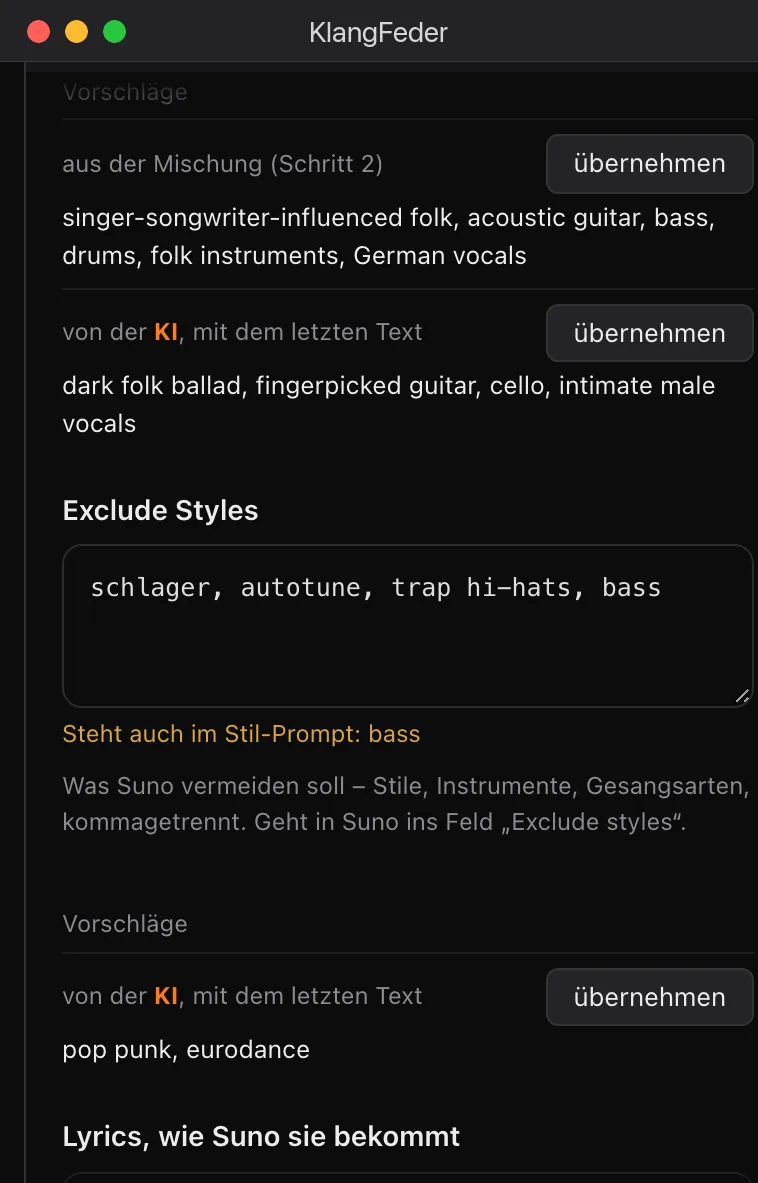 KlangFeder
Vorschläge
aus der Mischung (Schritt 2)
übernehmen
singer-songwriter-influenced folk, acoustic guitar, bass,
drums, folk instruments, German vocals
von der KI, mit dem letzten Text
übernehmen
dark folk ballad, fingerpicked guitar, cello, intimate male
vocals
Exclude Styles
schlager, autotune, trap hi-hats, bass
Steht auch im Stil-Prompt: bass
Was Suno vermeiden soll – Stile, Instrumente, Gesangsarten,
kommagetrennt. Geht in Suno ins Feld „Exclude styles“.
Vorschläge
von der KI, mit dem letzten Text
übernehmen
pop punk, eurodance
Lyrics, wie Suno sie bekommt